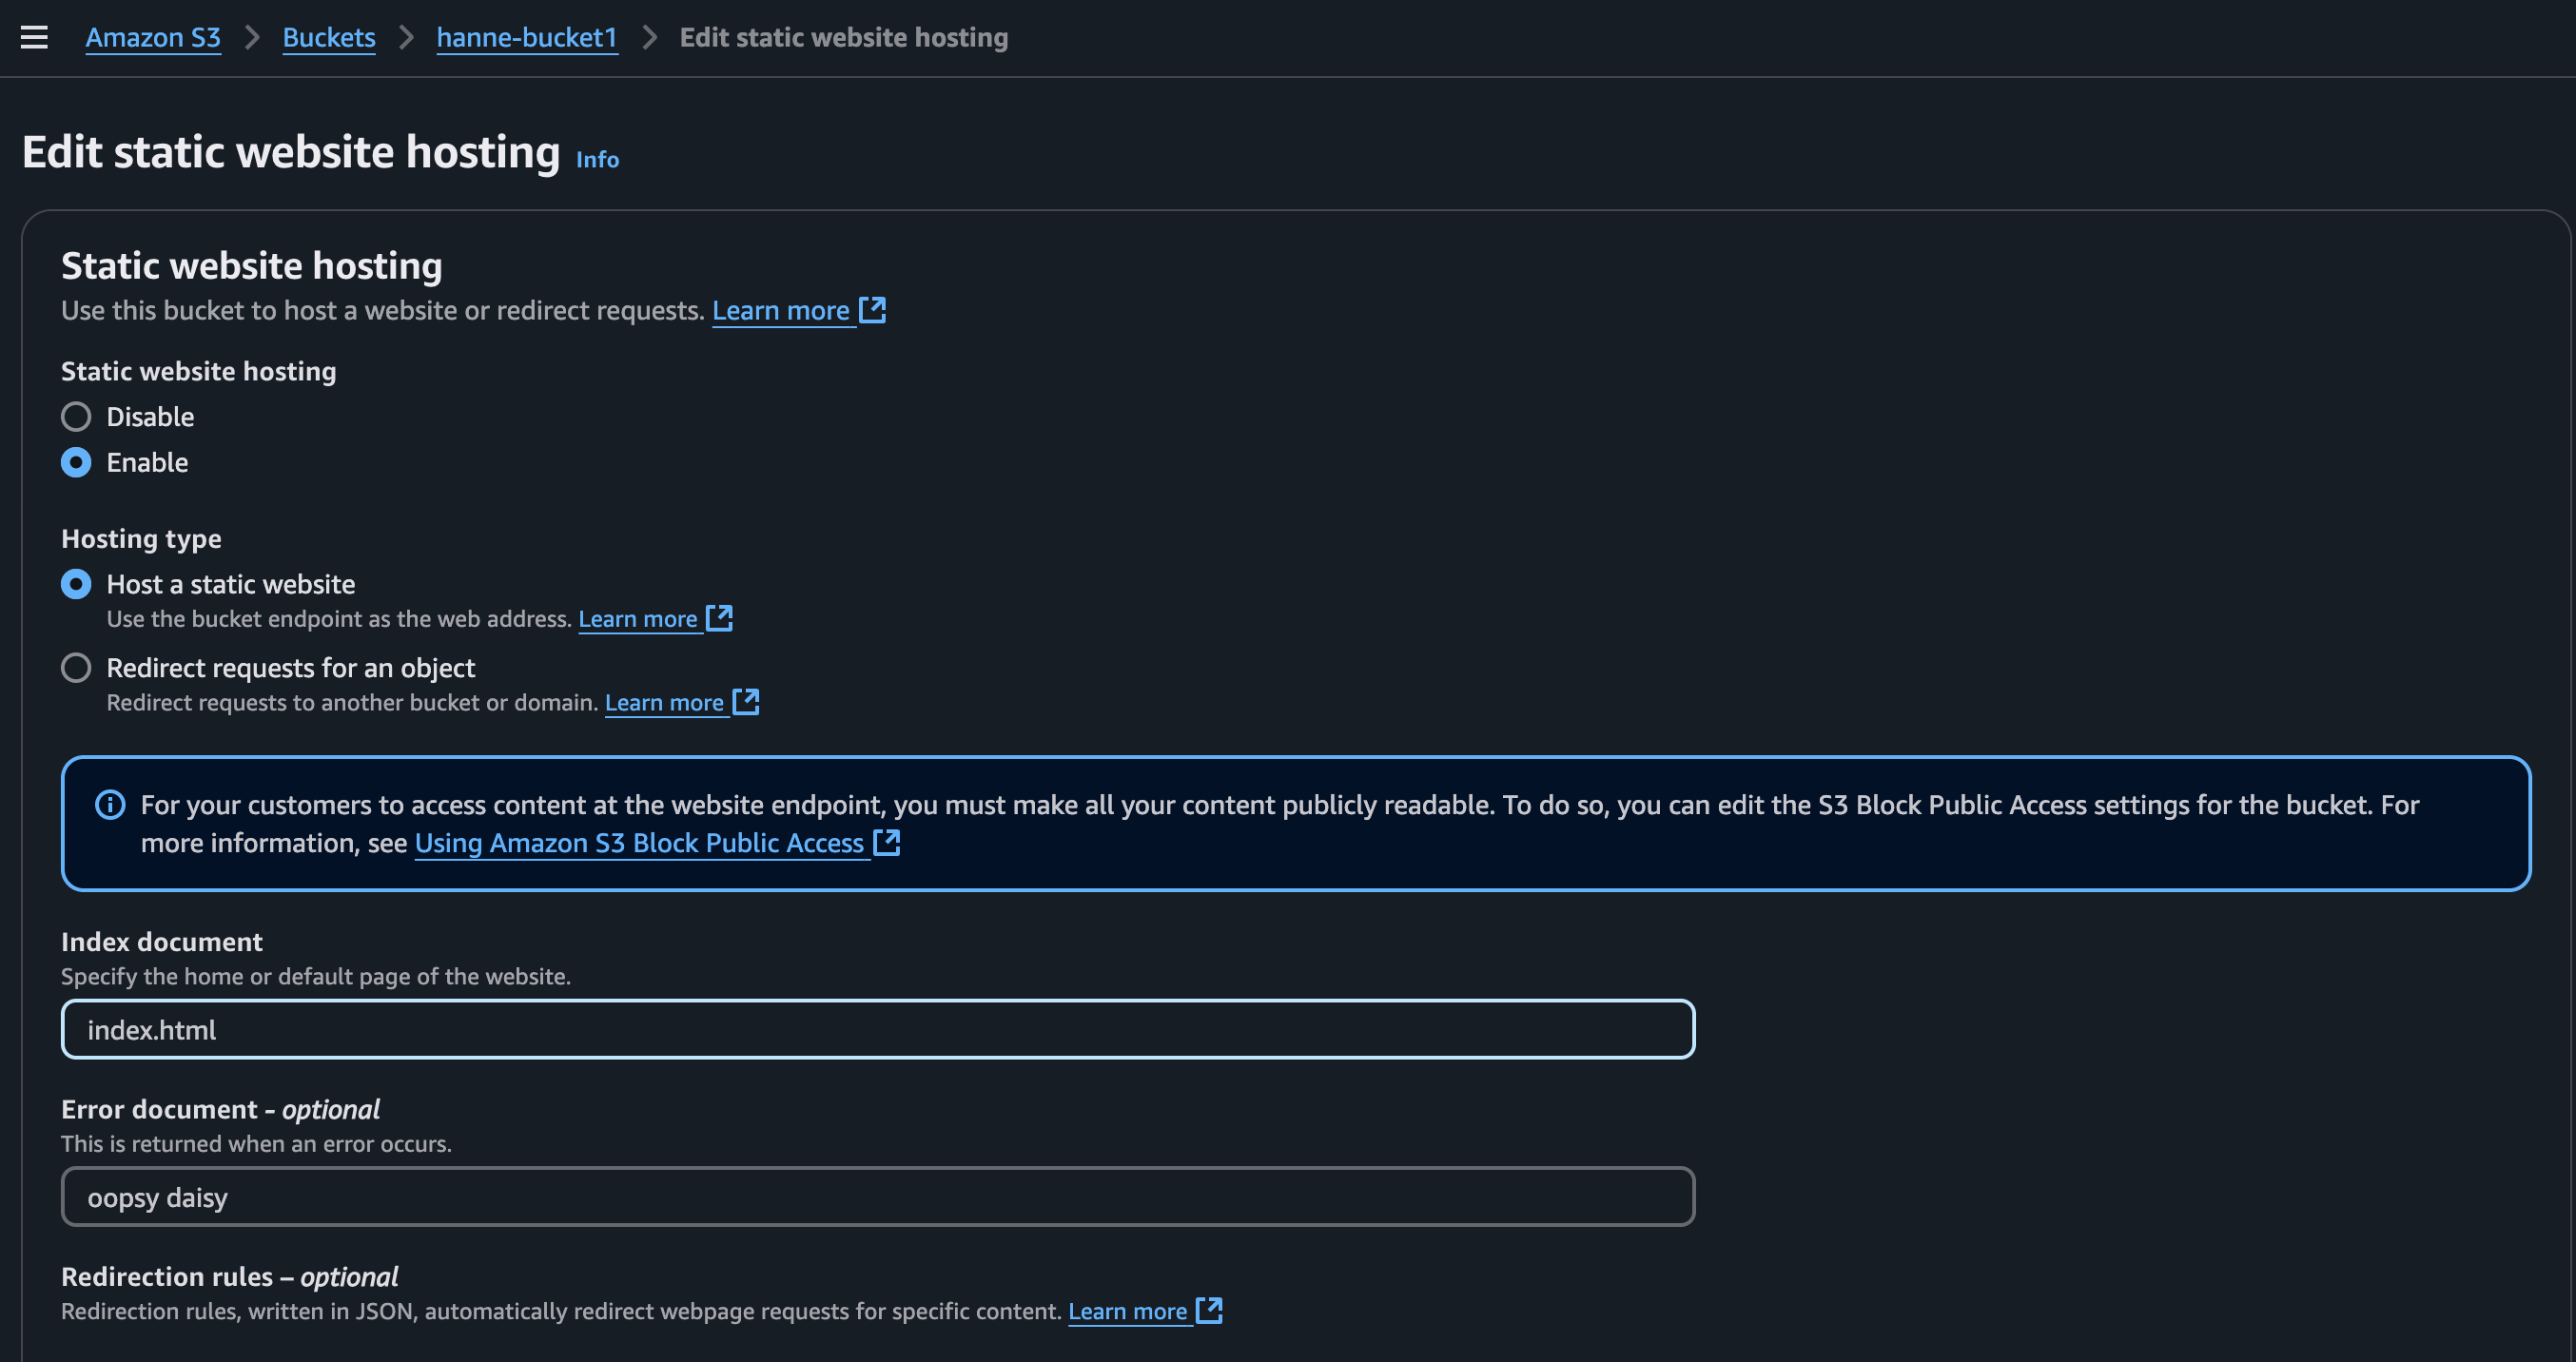 Amazon S3 > Buckets > hanne-bucket1 > Edit static website hosting
Edit static website hosting Info
Static website hosting
Use this bucket to host a website or redirect requests. Learn more
Static website hosting
Disable
Enable
Hosting type
Host a static website
Use the bucket endpoint as the web address. Learn more
Redirect requests for an object
Redirect requests to another bucket or domain. Learn more
For your customers to access content at the website endpoint, you must make all your content publicly readable. To do so, you can edit the S3 Block Public Access settings for the bucket. For
more information, see Using Amazon S3 Block Public Access
Index document
Specify the home or default page of the website.
index.html
Error document - optional
This is returned when an error occurs.
oopsy daisy
Redirection rules – optional
Redirection rules, written in JSON, automatically redirect webpage requests for specific content. Learn more